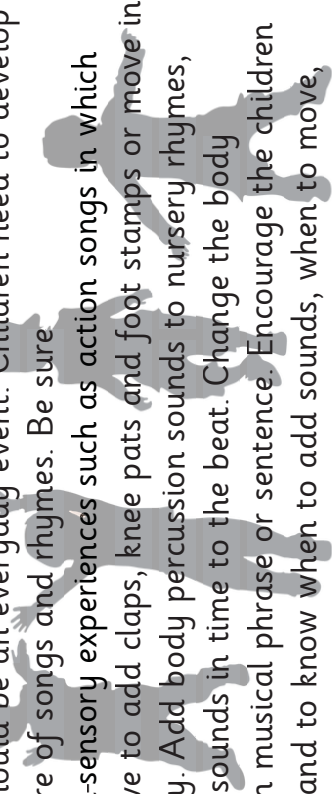 ould be an everyday event. Children need to develop
re of songs and rhymes. Be sure
-sensory experiences such as action songs in which
ve to add claps, knee pats and foot stamps or move in
y. Add body percussion sounds to nursery rhymes,
sounds in time to the beat. Change the body
n musical phrase or sentence. Encourage the children
and to know when to add sounds, when to move,